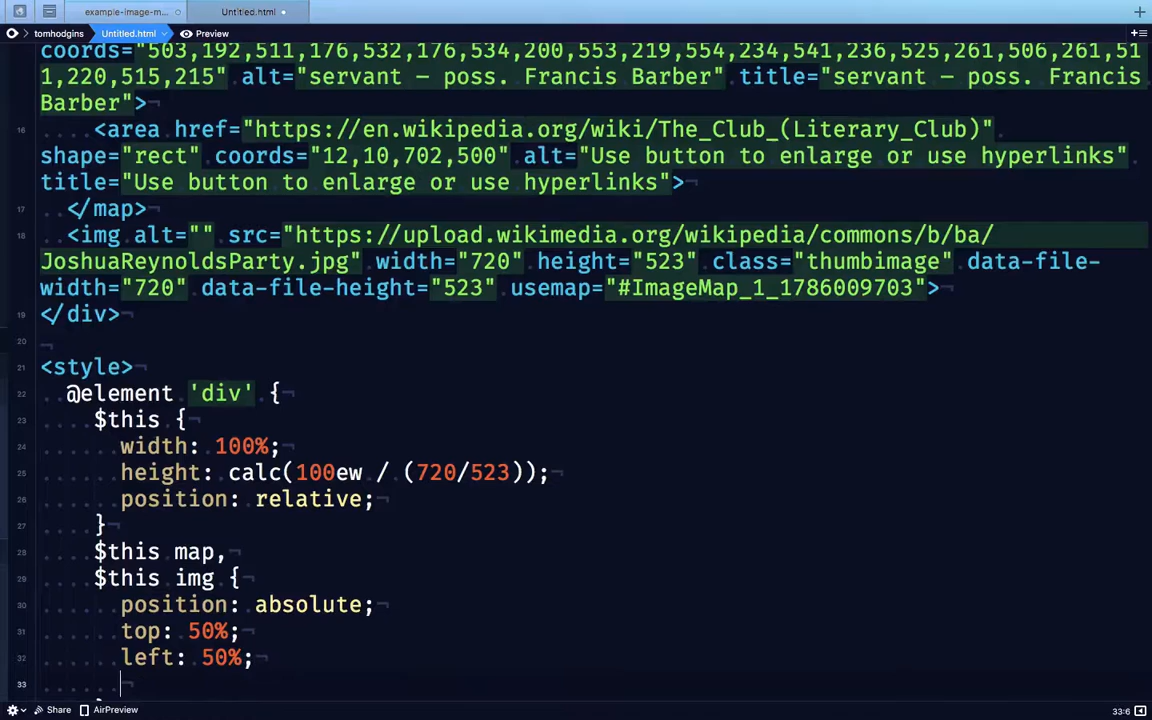 example-image-m...
Untitled.html
tomhodgins
Untitled.html
Preview
coords="503,192,511,176,532,176,534,200,553,219,554,234,541,236,525,261,506,261,51
1,220,515,215" alt="servant – poss. Francis Barber" title="servant – poss. Francis
Barber">
16 <area href="https://en.wikipedia.org/wiki/The_Club_(Literary_Club)"
shape="rect" coords="12,10,702,500" alt="Use button to enlarge or use hyperlinks"
title="Use button to enlarge or use hyperlinks">
17 </map>
18 <img alt="" src="https://upload.wikimedia.org/wikipedia/commons/b/ba/
JoshuaReynoldsParty.jpg" width="720" height="523" class="thumbimage" data-file-
width="720" data-file-height="523" usemap="#ImageMap_1_1786009703">
19 </div>
20
21 <style>
22 @element 'div' {
23 $this {
24 width: 100%;
25 height: calc(100ew / (720/523));
26 position: relative;
27 }
28 $this map,
29 $this img {
30 position: absolute;
31 top: 50%;
32 left: 50%;
33
Share
AirPreview
33:6